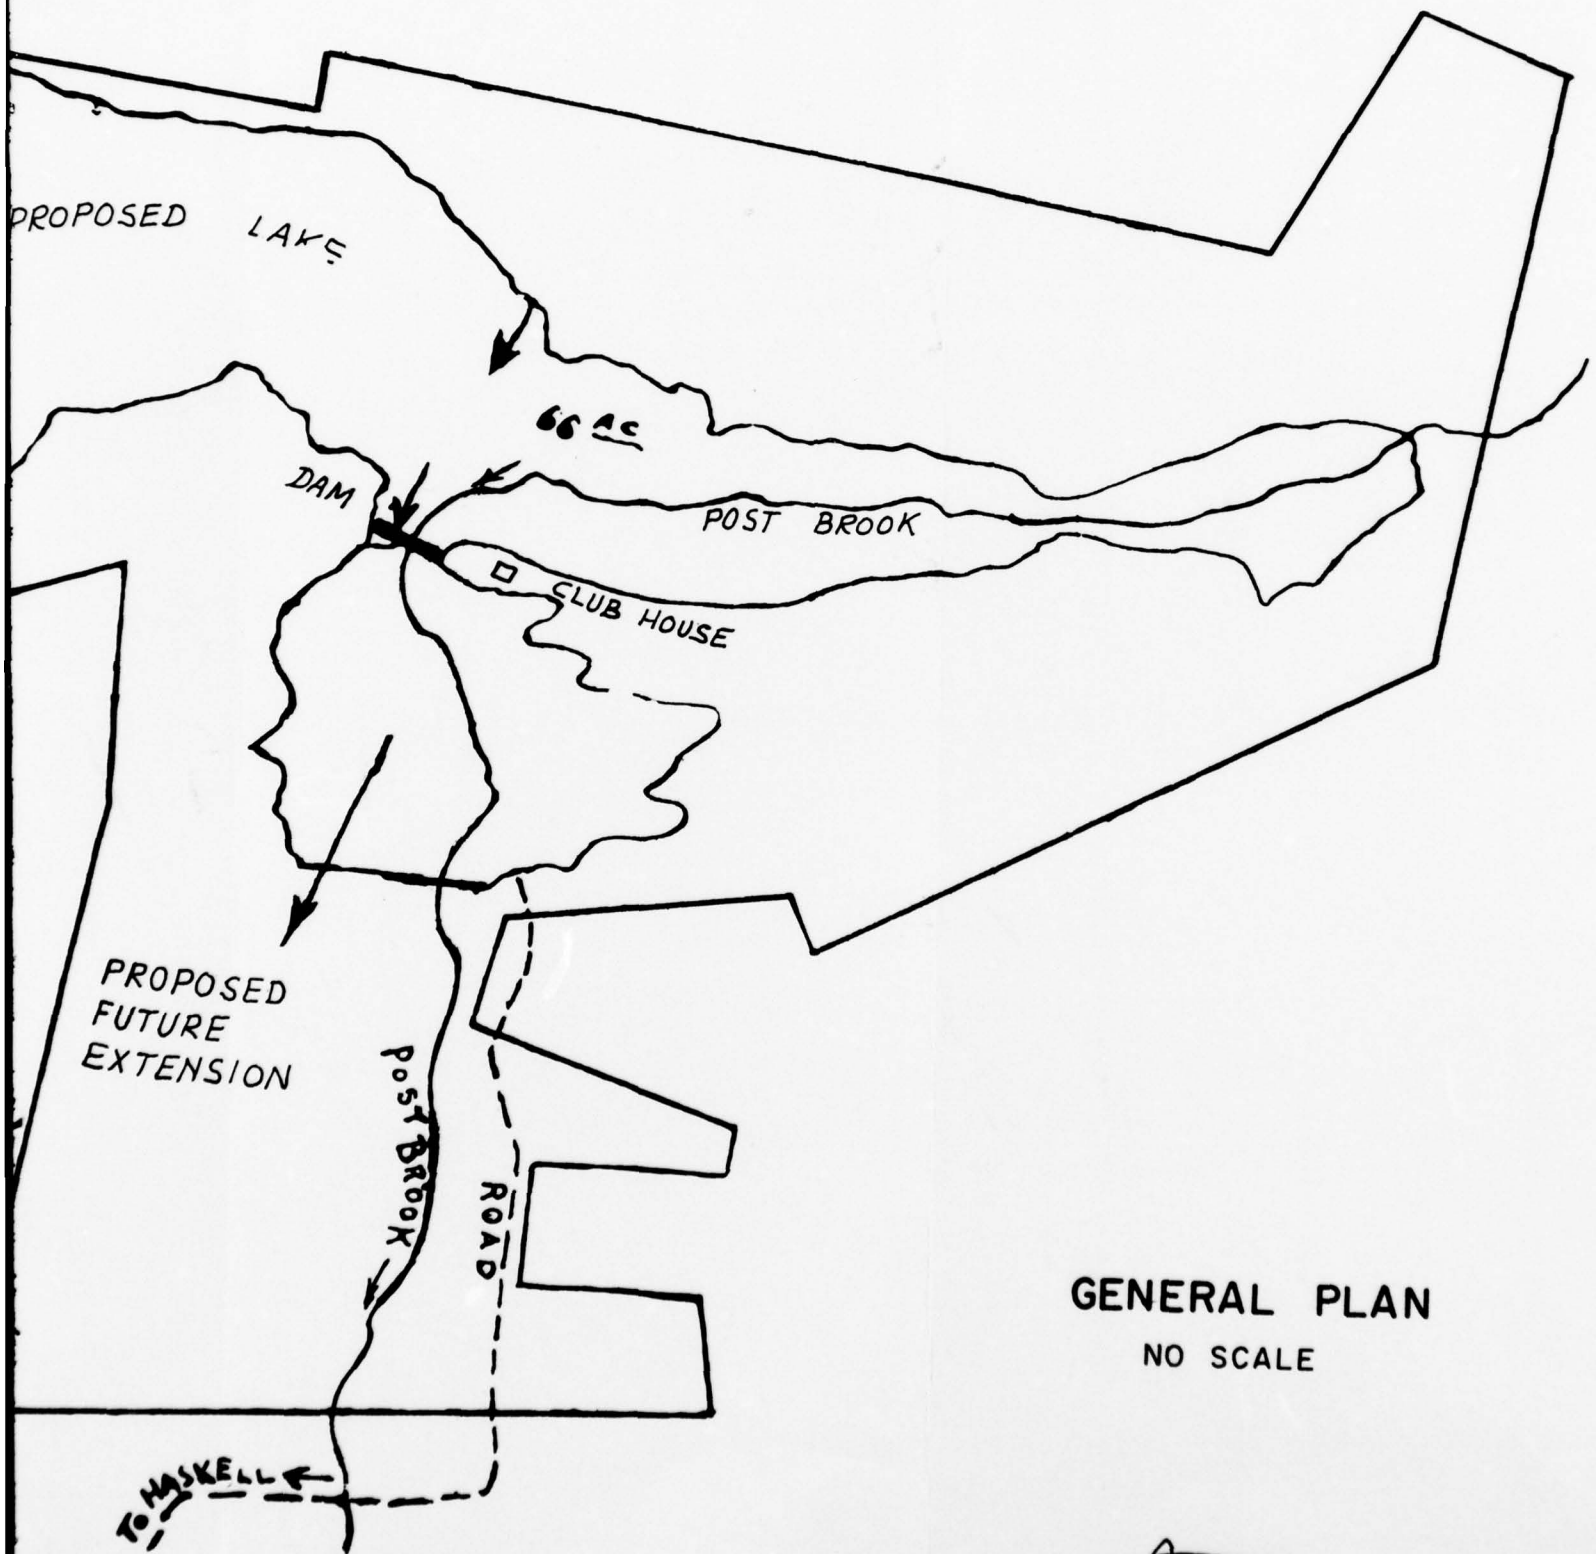 PROPOSED LAKE
66 AC
DAM
POST BROOK
CLUB HOUSE
PROPOSED
FUTURE
EXTENSION
POST BROOK
ROAD
GENERAL PLAN
NO SCALE
TO HASKELL